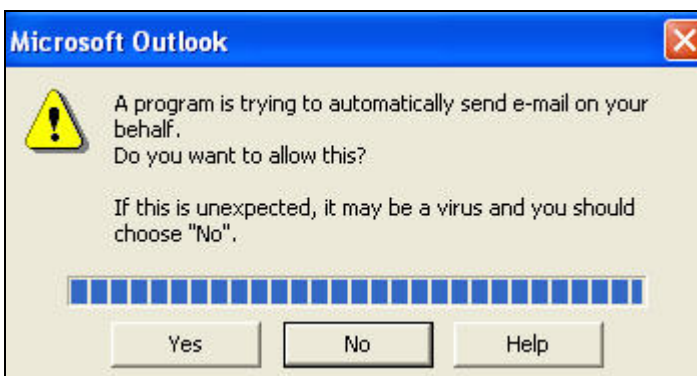 Microsoft Outlook
A program is trying to automatically send e-mail on your
behalf.
Do you want to allow this?
If this is unexpected, it may be a virus and you should
choose "No".
Yes No Help